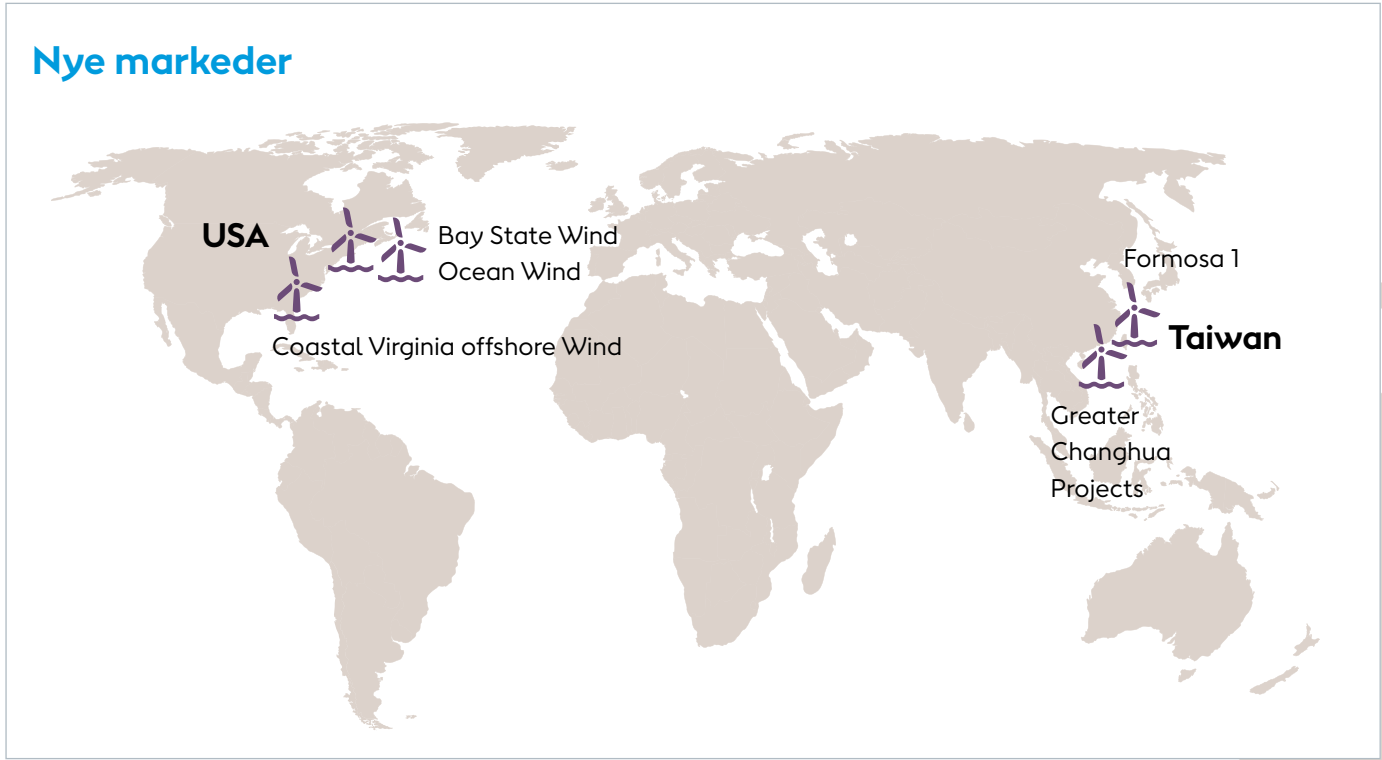 Nye markeder
USA
Bay State Wind
Ocean Wind
Coastal Virginia offshore Wind
Formosa 1
Taiwan
Greater
Changhua
Projects